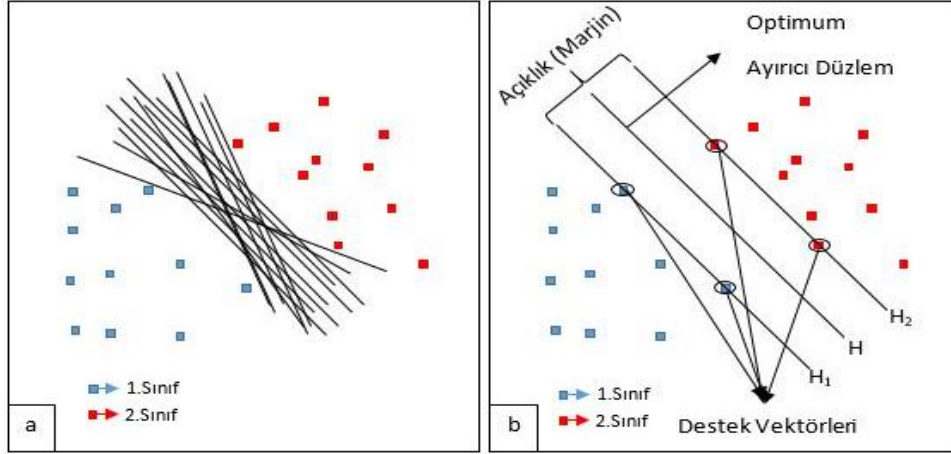 1.Sınıf
2.Sınıf
a
Açıklık (Marjin)
Optimum
Ayırıcı Düzlem
H₂
H
H₁
1.Sınıf
2.Sınıf
Destek Vektörleri
b